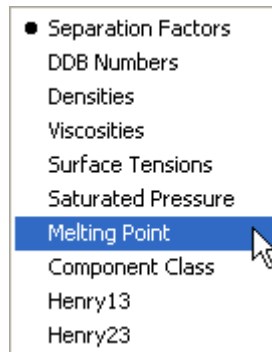 Separation Factors
DDB Numbers
Densities
Viscosities
Surface Tensions
Saturated Pressure
Melting Point
Component Class
Henry13
Henry23